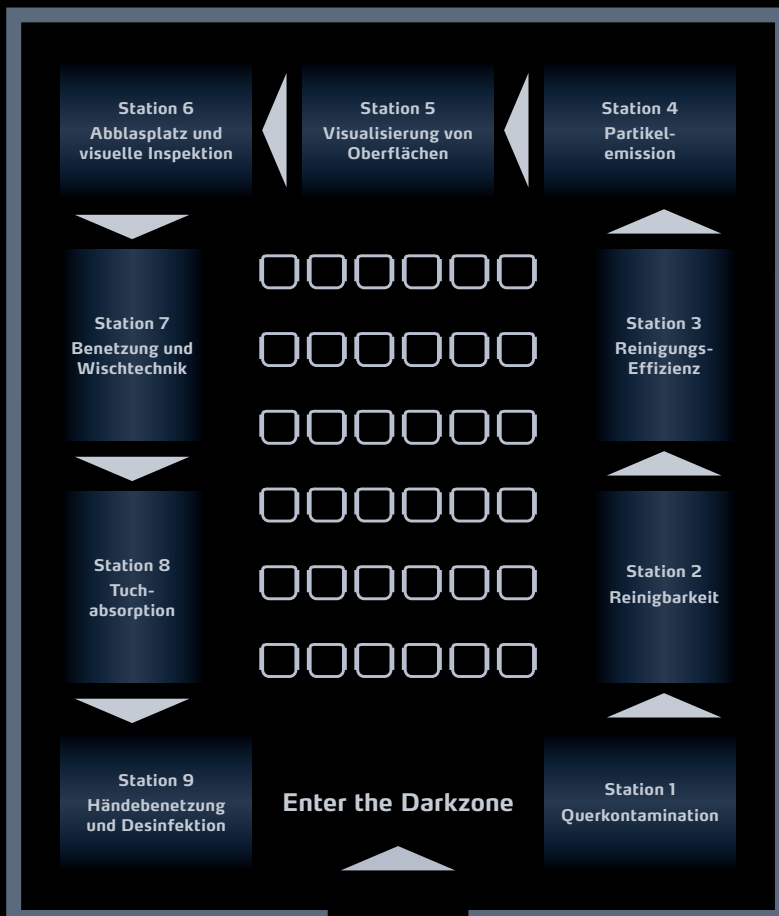 Station 6
Abblasplatz und
visuelle Inspektion
Station 5
Visualisierung von
Oberflächen
Station 4
Partikel-
emission
Station 7
Benetzung und
Wischtechnik
Station 3
Reinigungs-
Effizienz
Station 8
Tuch-
absorption
Station 2
Reinigbarkeit
Station 9
Händebenetzung
und Desinfektion
Enter the Darkzone
Station 1
Querkontamination